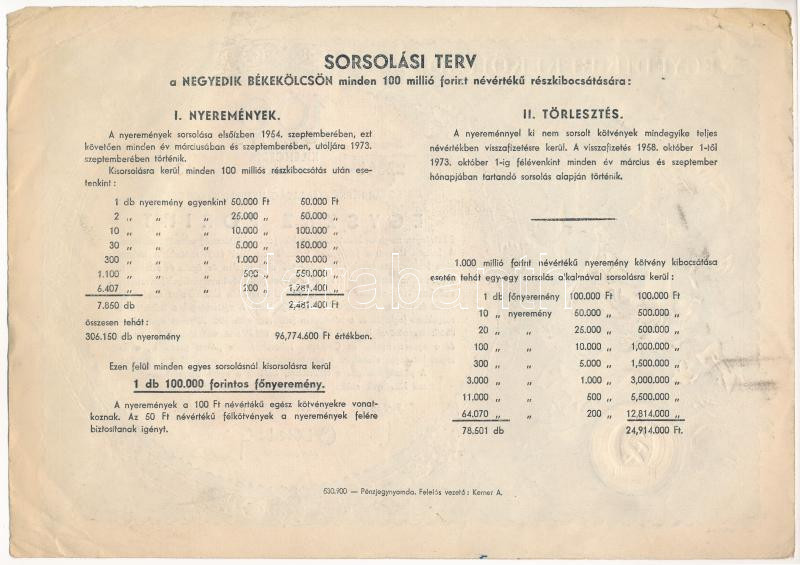 SORSOLÁSI TERV
a NEGYEDIK BÉKEKÖLCSÖN minden 100 millió forint névértékű részkibocsátására:
I. NYEREMÉNYEK.
A nyeremények sorsolása elsőízben 1954. szeptemberében, ezt
követően minden év márciusában és szeptemberében, utoljára 1973.
szeptemberében történik.
Kisorsolásra kerül minden 100 milliós részkibocsátás után ese-
tenkint:
1 db nyeremény egyenkint 50.000 Ft 50.000 Ft
2 „ „ „ 25.000 „ 50.000 „
10 „ „ „ 10.000 „ 100.000 „
30 „ „ „ 5.000 „ 150.000 „
300 „ „ „ 1.000 „ 300.000 „
1.100 „ „ „ 500 „ 550.000 „
6.407 „ „ „ 200 „ 1,281.400 „
7.850 db 2,481.400 Ft
összesen tehát:
306.150 db nyeremény 96,774.600 Ft értékben.
Ezen felül minden egyes sorsolásnál kisorsolásra kerül
1 db 100.000 forintos főnyeremény.
A nyeremények a 100 Ft névértékű egész kötvényekre vonat-
koznak. Az 50 Ft névértékű félkötvények a nyeremények felére
biztosítanak igényt.
II. TÖRLESZTÉS.
A nyereménnyel ki nem sorsolt kötvények mindegyike teljes
névértékben visszafizetésre kerül. A visszafizetés 1958. október 1-től
1973. október 1-ig félévenkint minden év március és szeptember
hónapjában tartandó sorsolás alapján történik.
1.000 millió forint névértékű nyeremény kötvény kibocsátása
esetén tehát egy-egy sorsolás alkalmával sorsolásra kerül:
1 db főnyeremény 100.000 Ft 100.000 Ft
10 „ nyeremény 50.000 „ 500.000 „
20 „ „ 25.000 „ 500.000 „
100 „ „ 10.000 „ 1,000.000 „
300 „ „ 5.000 „ 1,500.000 „
3.000 „ „ 1.000 „ 3,000.000 „
11.000 „ „ 500 „ 5,500.000 „
64.070 „ „ 200 „ 12,814.000 „
78.501 db 24,914.000 Ft.
530.900 — Pénzjegynyomda. Felelős vezető: Kemer A.
darabanth